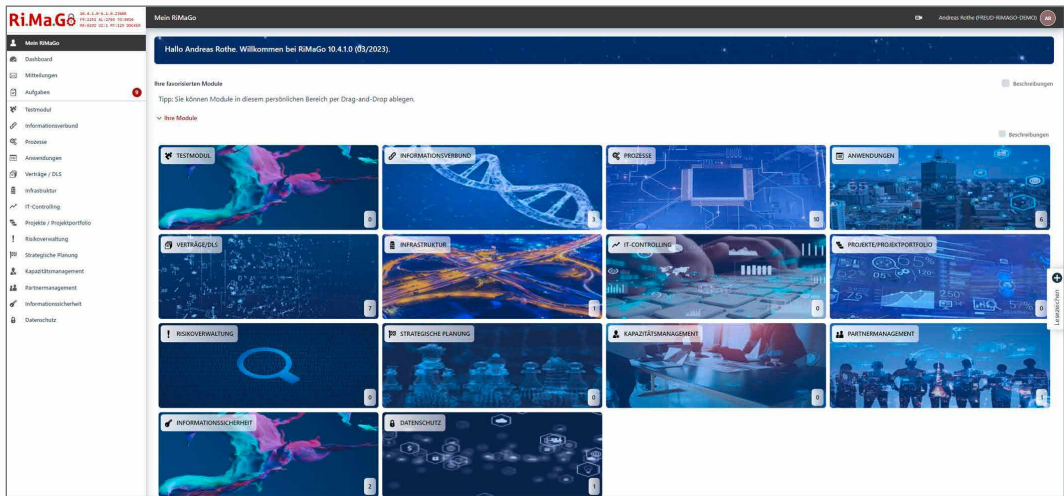 Ri.Ma.Go
Mein RiMaGo
Andreas Rothe (FREUD-RIMAGO-DEMO)
AR
Mein RiMaGo
Dashboard
Mitteilungen
Aufgaben
9
Testmodul
Informationsverbund
Prozesse
Anwendungen
Verträge / DLS
Infrastruktur
IT-Controlling
Projekte / Projektportfolio
Risikoverwaltung
Strategische Planung
Kapazitätsmanagement
Partnermanagement
Informationssicherheit
Datenschutz
Hallo Andreas Rothe. Willkommen bei RiMaGo 10.4.1.0 (03/2023).
Ihre favorisierten Module
Beschreibungen
Tipp: Sie können Module in diesem persönlichen Bereich per Drag-and-Drop ablegen.
Ihre Module
Beschreibungen
TESTMODUL
0
INFORMATIONSVERBUND
3
PROZESSE
10
ANWENDUNGEN
6
VERTRÄGE/DLS
7
INFRASTRUKTUR
1
IT-CONTROLLING
0
PROJEKTE/PROJEKTPORTFOLIO
0
RISIKOVERWALTUNG
0
STRATEGISCHE PLANUNG
0
KAPAZITÄTSMANAGEMENT
0
PARTNERMANAGEMENT
1
INFORMATIONSSICHERHEIT
2
DATENSCHUTZ
1
Lesezeichen